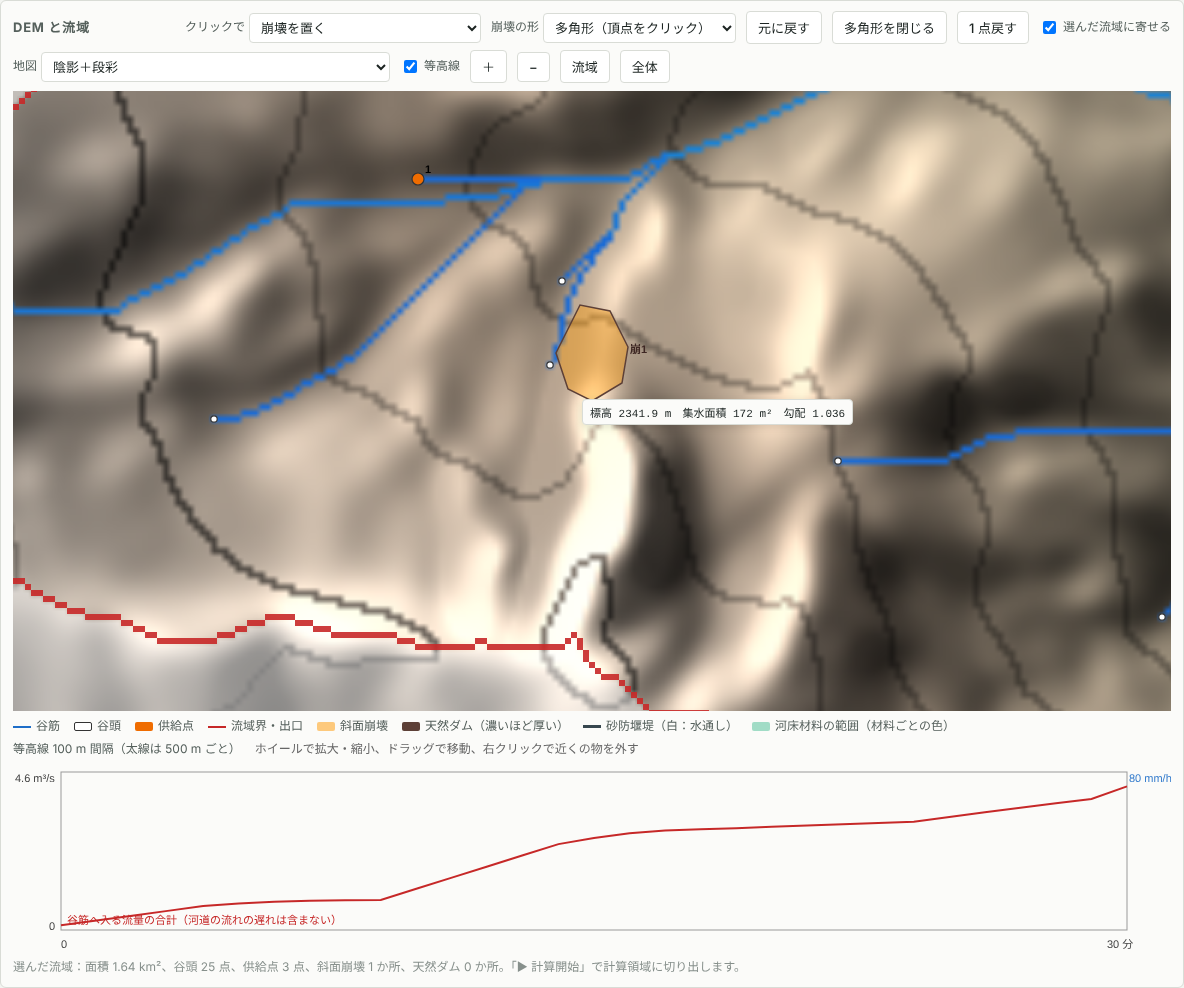 DEM と流域 クリックで 崩壊を置く 崩壊の形 多角形（頂点をクリック） 元に戻す 多角形を閉じる 1 点戻す 選んだ流域に寄せる
地図 陰影＋段彩 等高線 ＋ − 流域 全体
1
崩1
標高 2341.9 m 集水面積 172 m² 勾配 1.036
谷筋 谷頭 供給点 流域界・出口 斜面崩壊 天然ダム（濃いほど厚い） 砂防堰堤（白：水通し） 河床材料の範囲（材料ごとの色）
等高線 100 m 間隔（太線は 500 m ごと） ホイールで拡大・縮小、ドラッグで移動、右クリックで近くの物を外す
4.6 m³/s 80 mm/h
谷筋へ入る流量の合計（河道の流れの遅れは含まない）
0
0 30 分
選んだ流域：面積 1.64 km²、谷頭 25 点、供給点 3 点、斜面崩壊 1 か所、天然ダム 0 か所。「▶ 計算開始」で計算領域に切り出します。